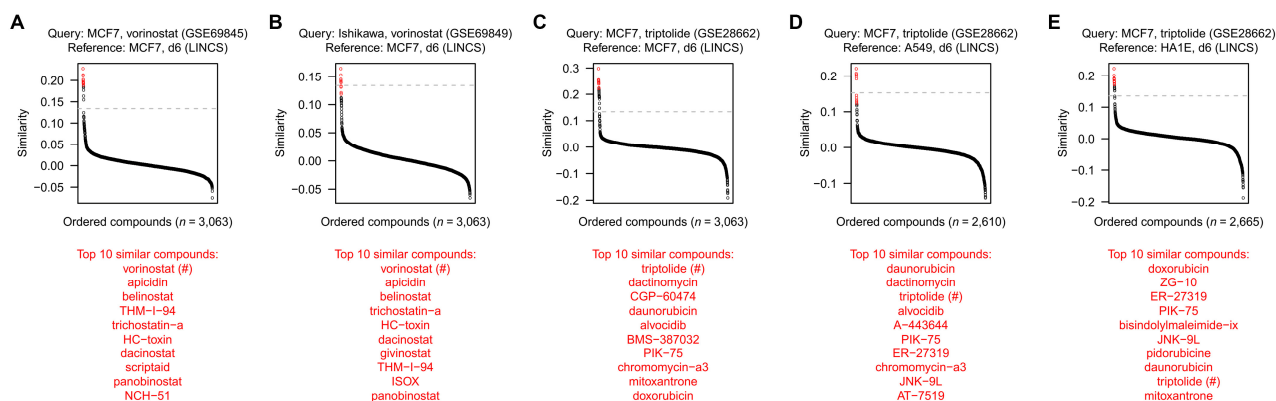 A
Query: MCF7, vorinostat (GSE69845)
Reference: MCF7, d6 (LINCS)
Similarity
0.20
0.15
0.10
0.05
0.00
−0.05
Ordered compounds (n = 3,063)
Top 10 similar compounds:
vorinostat (#)
apicidin
belinostat
THM−I−94
trichostatin−a
HC−toxin
dacinostat
scriptaid
panobinostat
NCH−51
B
Query: Ishikawa, vorinostat (GSE69849)
Reference: MCF7, d6 (LINCS)
Similarity
0.15
0.10
0.05
0.00
−0.05
Ordered compounds (n = 3,063)
Top 10 similar compounds:
vorinostat (#)
apicidin
belinostat
trichostatin−a
HC−toxin
dacinostat
givinostat
THM−I−94
ISOX
panobinostat
C
Query: MCF7, triptolide (GSE28662)
Reference: MCF7, d6 (LINCS)
Similarity
0.3
0.2
0.1
0.0
−0.1
−0.2
Ordered compounds (n = 3,063)
Top 10 similar compounds:
triptolide (#)
dactinomycin
CGP−60474
daunorubicin
alvocidib
BMS−387032
PIK−75
chromomycin−a3
mitoxantrone
doxorubicin
D
Query: MCF7, triptolide (GSE28662)
Reference: A549, d6 (LINCS)
Similarity
0.2
0.1
0.0
−0.1
Ordered compounds (n = 2,610)
Top 10 similar compounds:
daunorubicin
dactinomycin
triptolide (#)
alvocidib
A−443644
PIK−75
ER−27319
chromomycin−a3
JNK−9L
AT−7519
E
Query: MCF7, triptolide (GSE28662)
Reference: HA1E, d6 (LINCS)
Similarity
0.2
0.1
0.0
−0.1
−0.2
Ordered compounds (n = 2,665)
Top 10 similar compounds:
doxorubicin
ZG−10
ER−27319
PIK−75
bisindolylmaleimide−ix
JNK−9L
pidorubicine
daunorubicin
triptolide (#)
mitoxantrone